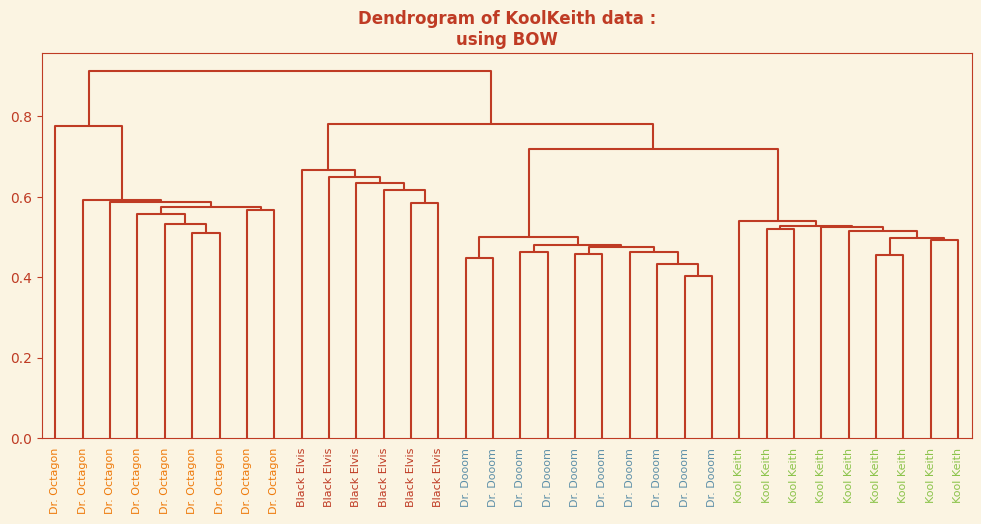 Dendrogram of KoolKeith data :
using BOW
0.8
0.6
0.4
0.2
0.0
Dr. Octagon
Dr. Octagon
Dr. Octagon
Dr. Octagon
Dr. Octagon
Dr. Octagon
Dr. Octagon
Dr. Octagon
Dr. Octagon
Black Elvis
Black Elvis
Black Elvis
Black Elvis
Black Elvis
Black Elvis
Dr. Dooom
Dr. Dooom
Dr. Dooom
Dr. Dooom
Dr. Dooom
Dr. Dooom
Dr. Dooom
Dr. Dooom
Dr. Dooom
Dr. Dooom
Kool Keith
Kool Keith
Kool Keith
Kool Keith
Kool Keith
Kool Keith
Kool Keith
Kool Keith
Kool Keith